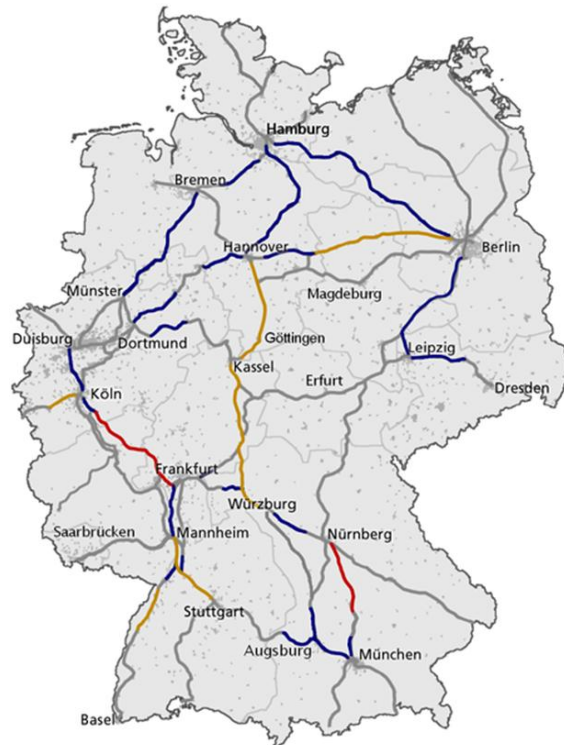 Hamburg
Bremen
Hannover
Berlin
Münster
Magdeburg
Duisburg
Dortmund
Göttingen
Leipzig
Kassel
Erfurt
Köln
Dresden
Frankfurt
Würzburg
Saarbrücken
Mannheim
Nürnberg
Stuttgart
Augsburg
München
Basel